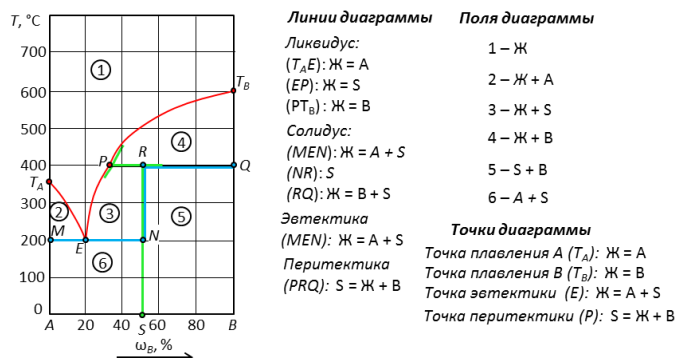 T, °C
700
600
500
400
300
200
100
0
1
2
3
4
5
6
T_A
T_B
P
R
Q
M
E
N
A
20
40
S
60
80
B
ω_B, %
Линии диаграммы
Ликвидус:
(T_AE): Ж = A
(EP): Ж = S
(PT_B): Ж = B
Солидус:
(MEN): Ж = A + S
(NR): S
(RQ): Ж = B + S
Эвтектика
(MEN): Ж = A + S
Перитектика
(PRQ): S = Ж + B
Поля диаграммы
1 – Ж
2 – Ж + A
3 – Ж + S
4 – Ж + B
5 – S + B
6 – A + S
Точки диаграммы
Точка плавления A (T_A): Ж = A
Точка плавления B (T_B): Ж = B
Точка эвтектики (E): Ж = A + S
Точка перитектики (P): S = Ж + B